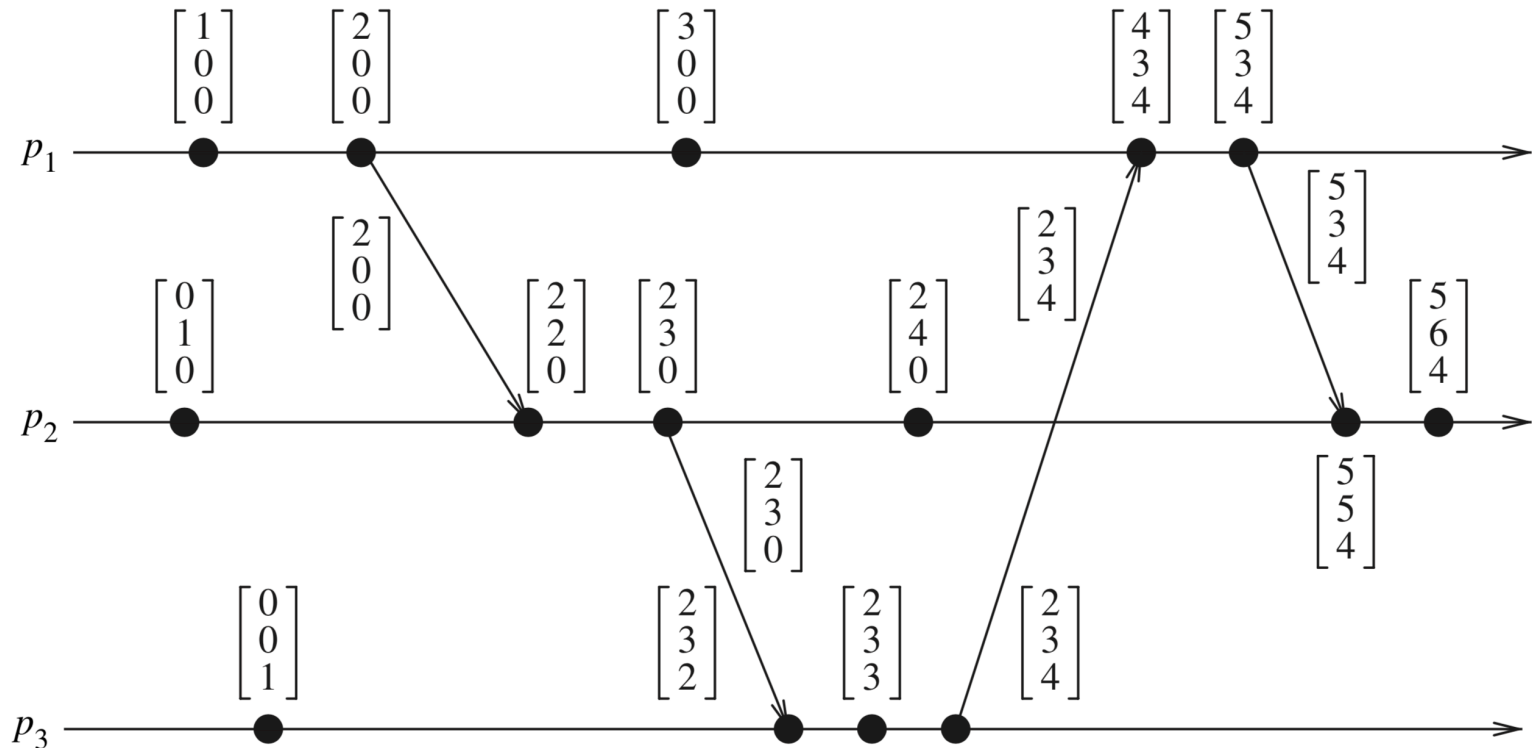 1 2 3 4 5
0 0 0 3 3
0 0 0 4 4
p1
2 2 5
0 3 3
0 4 4
0 2 2 2 5
1 2 3 4 6
0 0 0 0 4
p2
2 5
3 5
0 4
0 2 2 2
0 3 3 3
1 2 3 4
p3